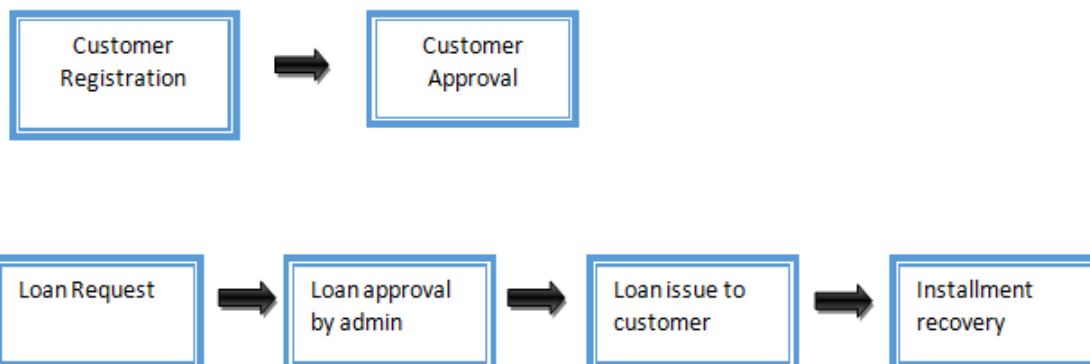 Customer
Registration
Customer
Approval
Loan Request
Loan approval
by admin
Loan issue to
customer
Installment
recovery